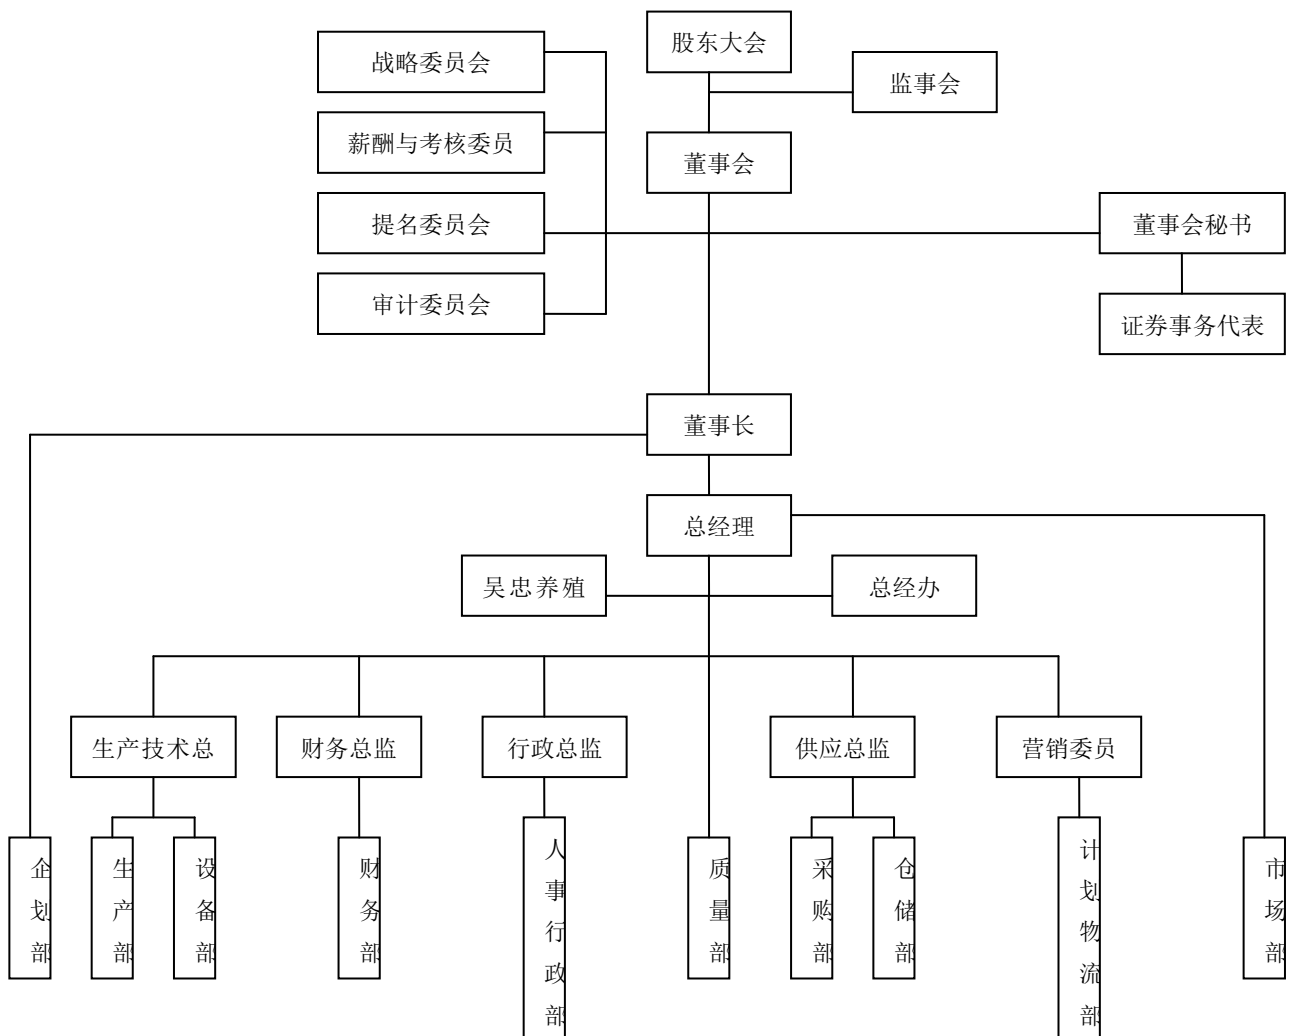 股东大会
战略委员会
监事会
薪酬与考核委员
董事会
提名委员会
董事会秘书
审计委员会
证券事务代表
董事长
总经理
吴忠养殖
总经办
生产技术总
财务总监
行政总监
供应总监
营销委员
企划部
生产部
设备部
财务部
人事行政部
质量部
采购部
仓储部
计划物流部
市场部